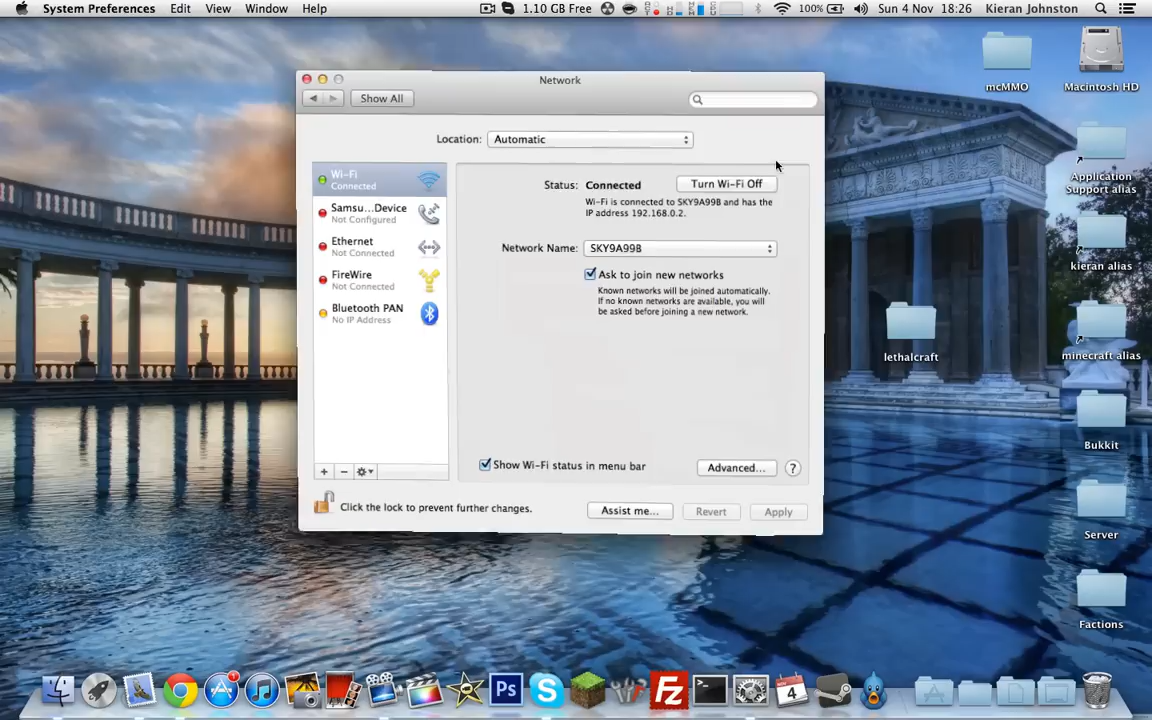 System Preferences Edit View Window Help 1.10 GB Free 100% Sun 4 Nov 18:26 Kieran Johnston
Network
Show All
Location: Automatic
Wi-Fi
Connected
Samsu...Device
Not Configured
Ethernet
Not Connected
FireWire
Not Connected
Bluetooth PAN
No IP Address
Status: Connected
Turn Wi-Fi Off
Wi-Fi is connected to SKY9A99B and has the
IP address 192.168.0.2.
Network Name: SKY9A99B
Ask to join new networks
Known networks will be joined automatically.
If no known networks are available, you will
be asked before joining a new network.
Show Wi-Fi status in menu bar
Advanced... ?
Click the lock to prevent further changes.
Assist me... Revert Apply
mcMMO
Macintosh HD
Application
Support alias
kieran alias
lethalcraft
minecraft alias
Bukkit
Server
Factions
1
Ps
S
Fz
4